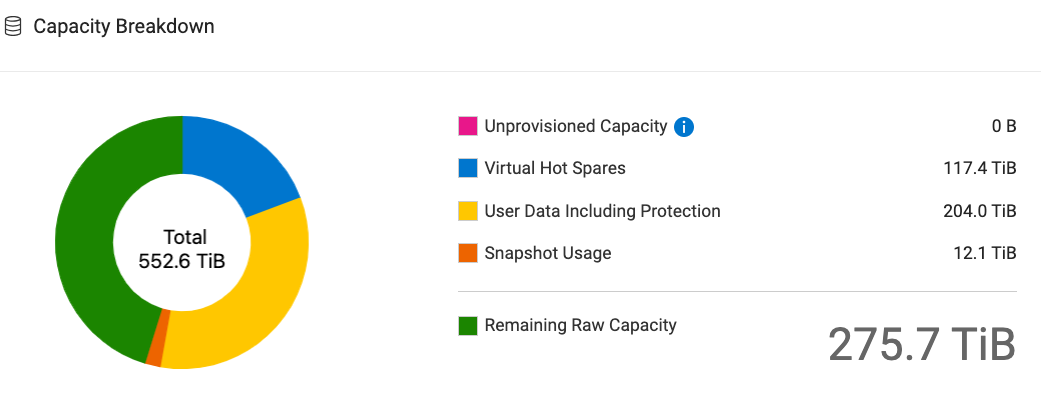 Capacity Breakdown
Total
552.6 TiB
Unprovisioned Capacity i 0 B
Virtual Hot Spares 117.4 TiB
User Data Including Protection 204.0 TiB
Snapshot Usage 12.1 TiB
Remaining Raw Capacity 275.7 TiB